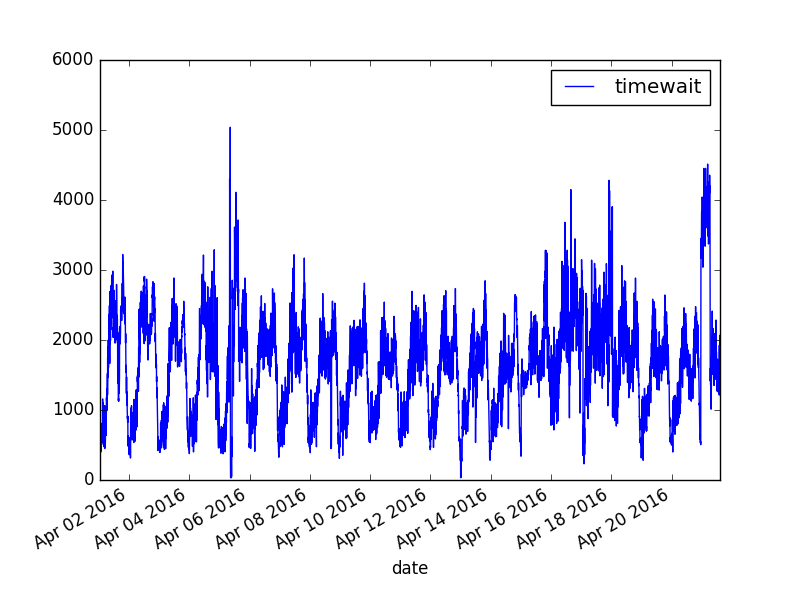 6000
5000
4000
3000
2000
1000
0
timewait
Apr 02 2016
Apr 04 2016
Apr 06 2016
Apr 08 2016
Apr 10 2016
Apr 12 2016
Apr 14 2016
Apr 16 2016
Apr 18 2016
Apr 20 2016
date